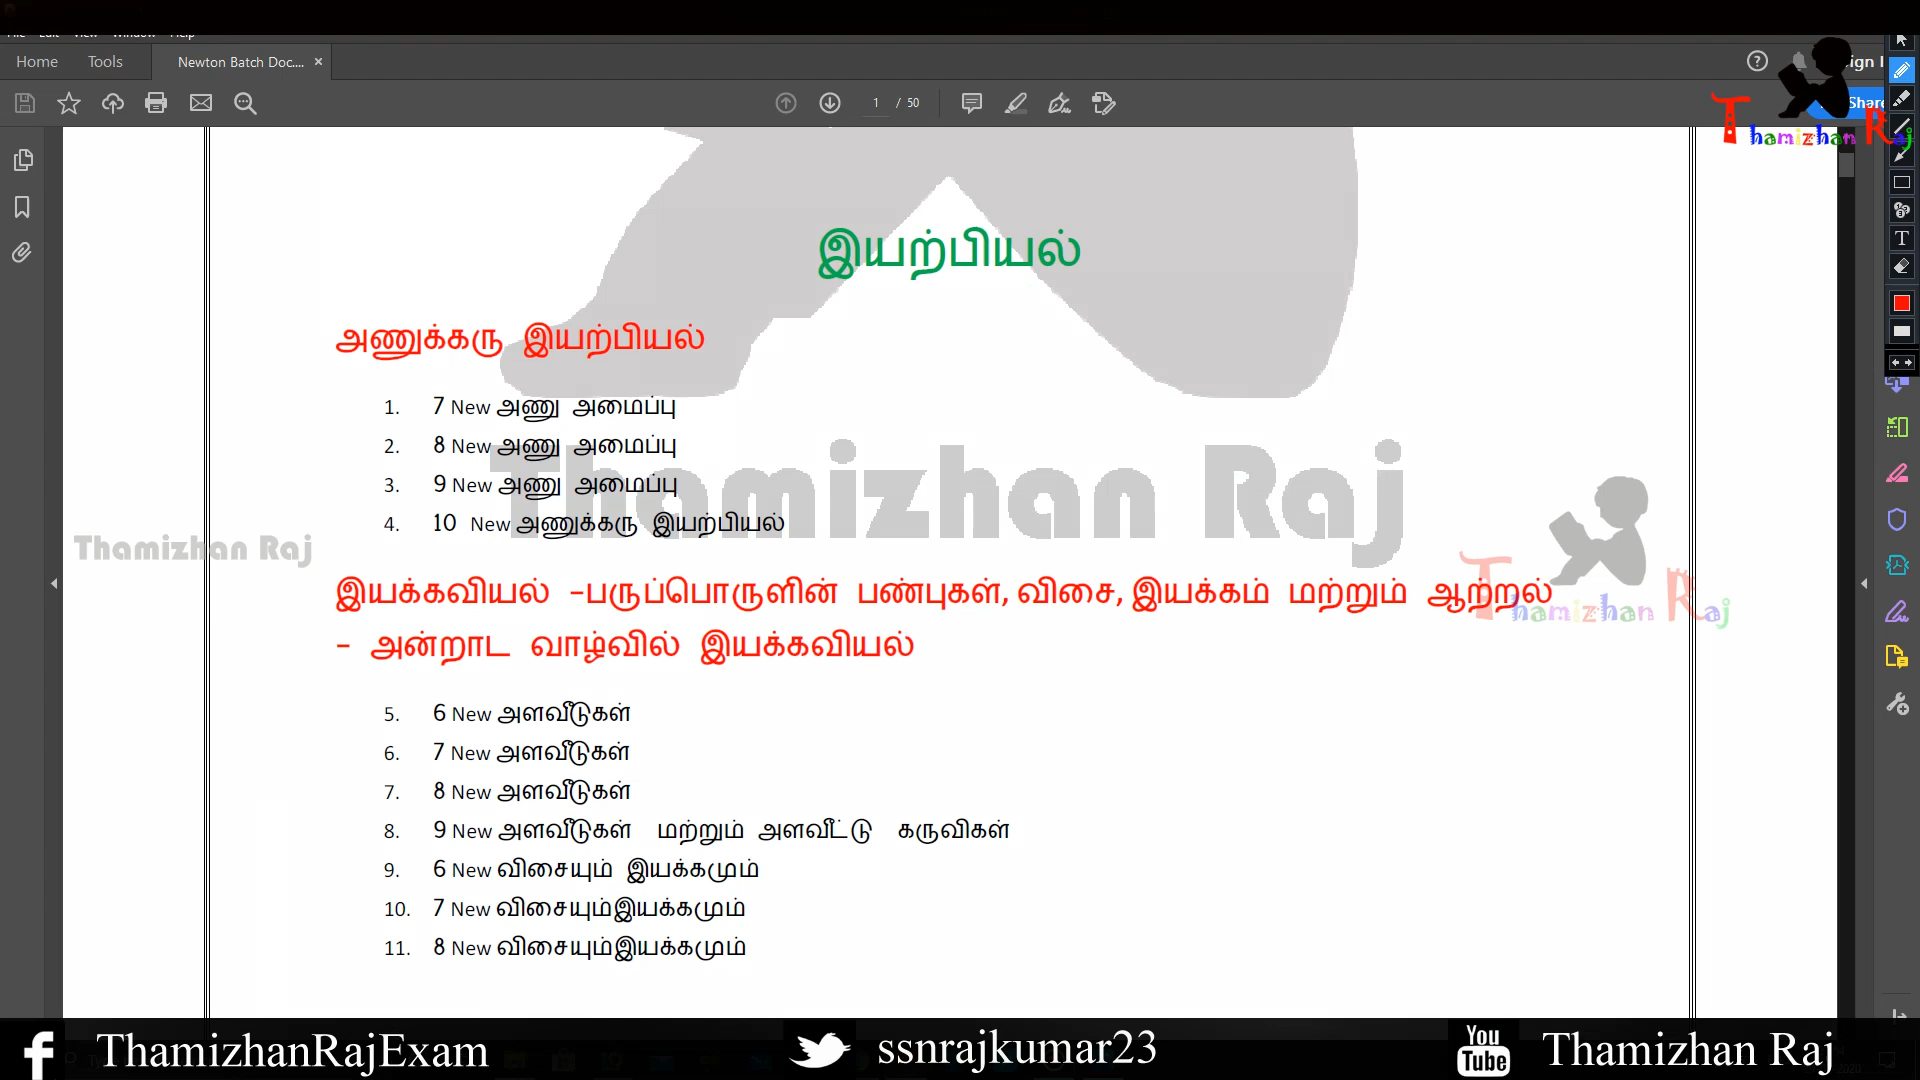 Home Tools Newton Batch Doc.... ×
1 / 50
Share
Thamizhan Raj
இயற்பியல்
அணுக்கரு இயற்பியல்
1. 7 New அணு அமைப்பு
2. 8 New அணு அமைப்பு
3. 9 New அணு அமைப்பு
4. 10 New அணுக்கரு இயற்பியல்
Thamizhan Raj
Thamizhan Raj
Thamizhan Raj
இயக்கவியல் -பருப்பொருளின் பண்புகள்,விசை,இயக்கம் மற்றும் ஆற்றல்
- அன்றாட வாழ்வில் இயக்கவியல்
5. 6 New அளவீடுகள்
6. 7 New அளவீடுகள்
7. 8 New அளவீடுகள்
8. 9 New அளவீடுகள் மற்றும் அளவீட்டு கருவிகள்
9. 6 New விசையும் இயக்கமும்
10. 7 New விசையும்இயக்கமும்
11. 8 New விசையும்இயக்கமும்
ThamizhanRajExam ssnrajkumar23 You Tube Thamizhan Raj